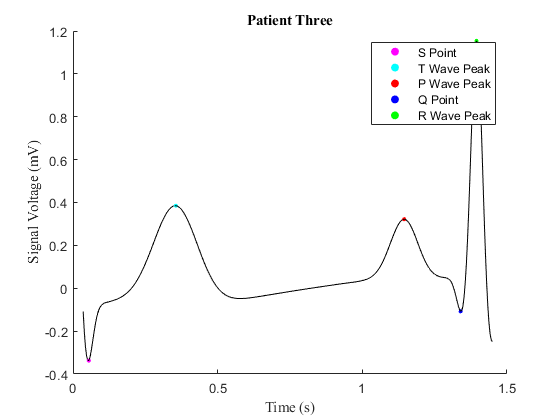 Patient Three
1.2
1
0.8
0.6
0.4
0.2
0
-0.2
-0.4
Signal Voltage (mV)
S Point
T Wave Peak
P Wave Peak
Q Point
R Wave Peak
0
0.5
1
1.5
Time (s)